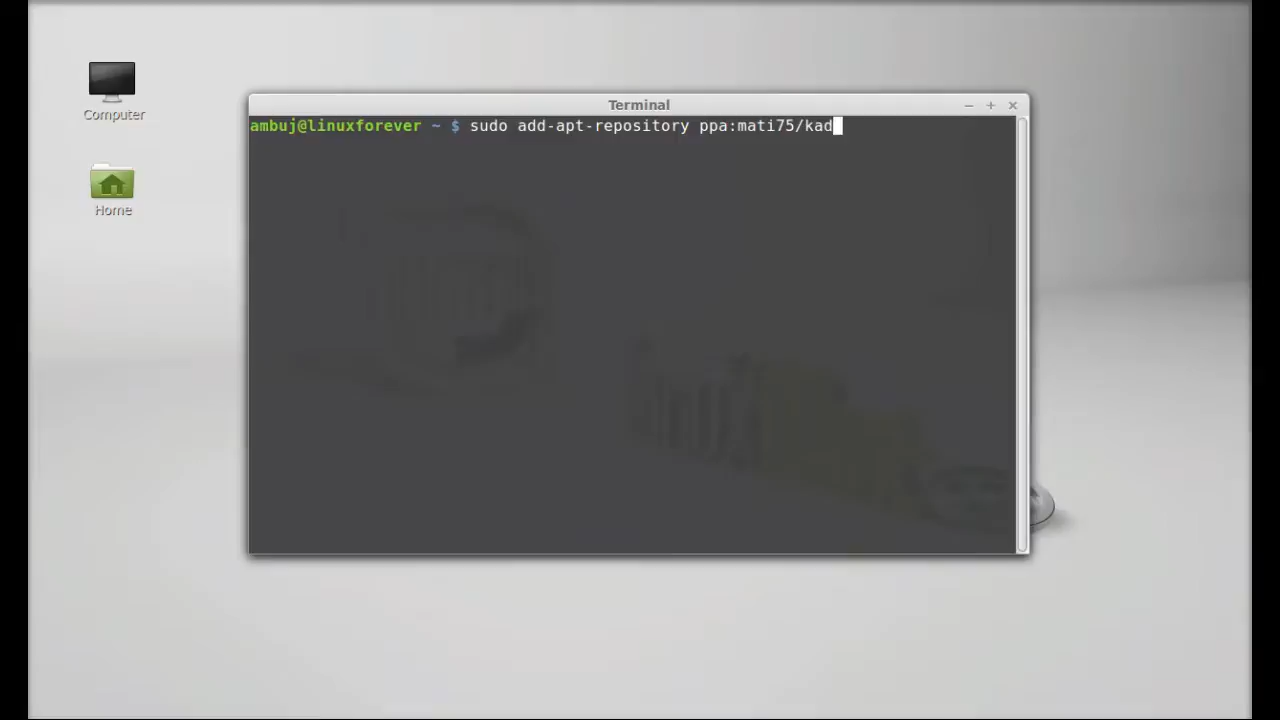 Computer
Home
Terminal
ambuj@linuxforever ~ $ sudo add-apt-repository ppa:mati75/kad